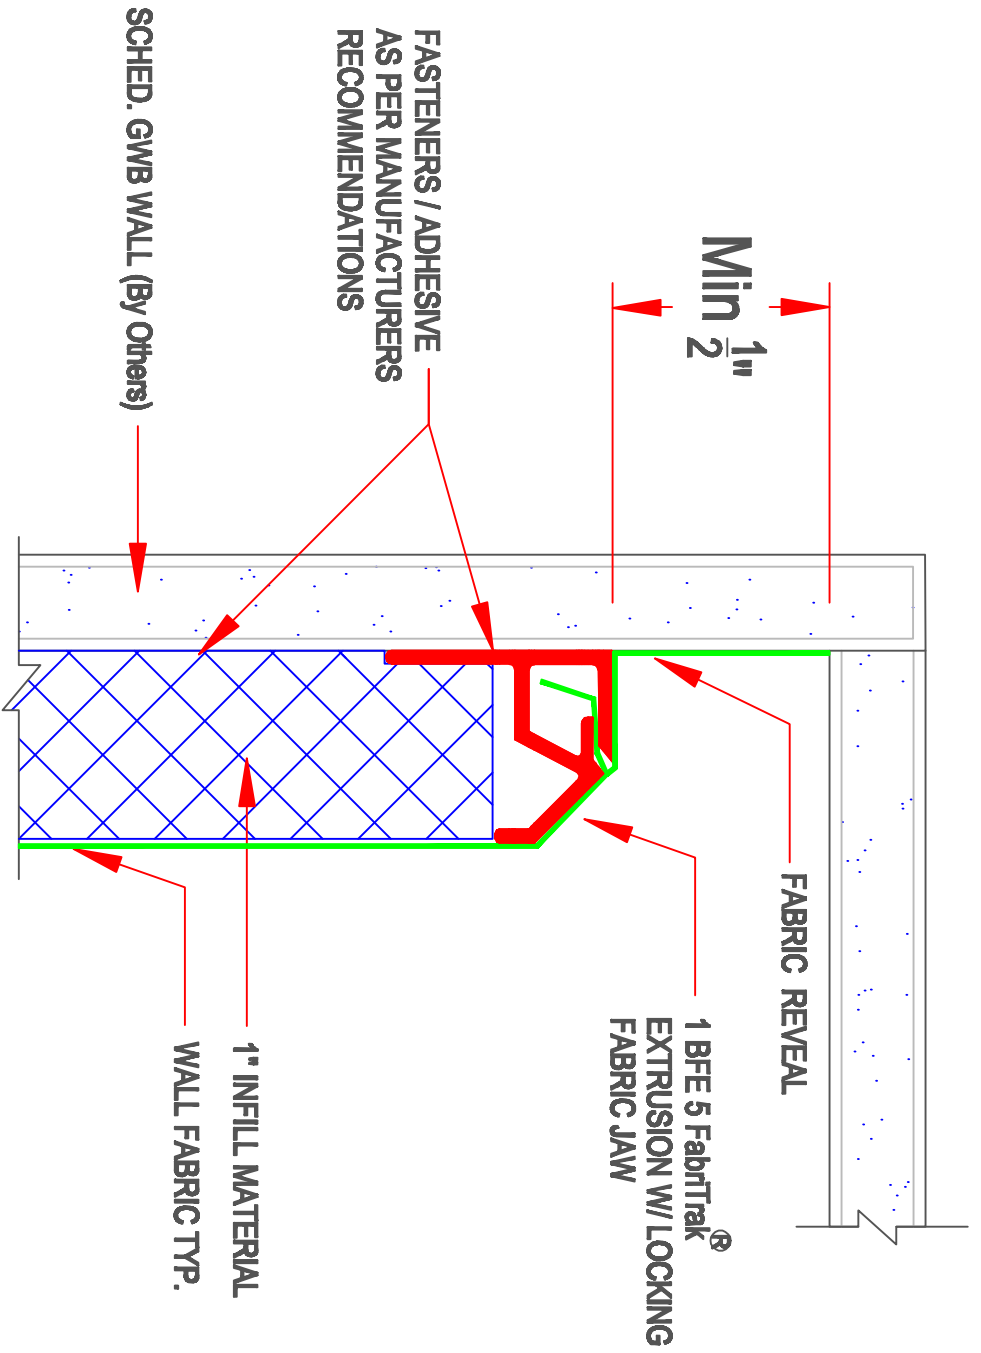 SCHED. GWB WALL (By Others)
FASTENERS / ADHESIVE
AS PER MANUFACTURERS
RECOMMENDATIONS
Min 1/2"
FABRIC REVEAL
1 BFE 5 FabriTrak®
EXTRUSION W/ LOCKING
FABRIC JAW
1" INFILL MATERIAL
WALL FABRIC TYP.